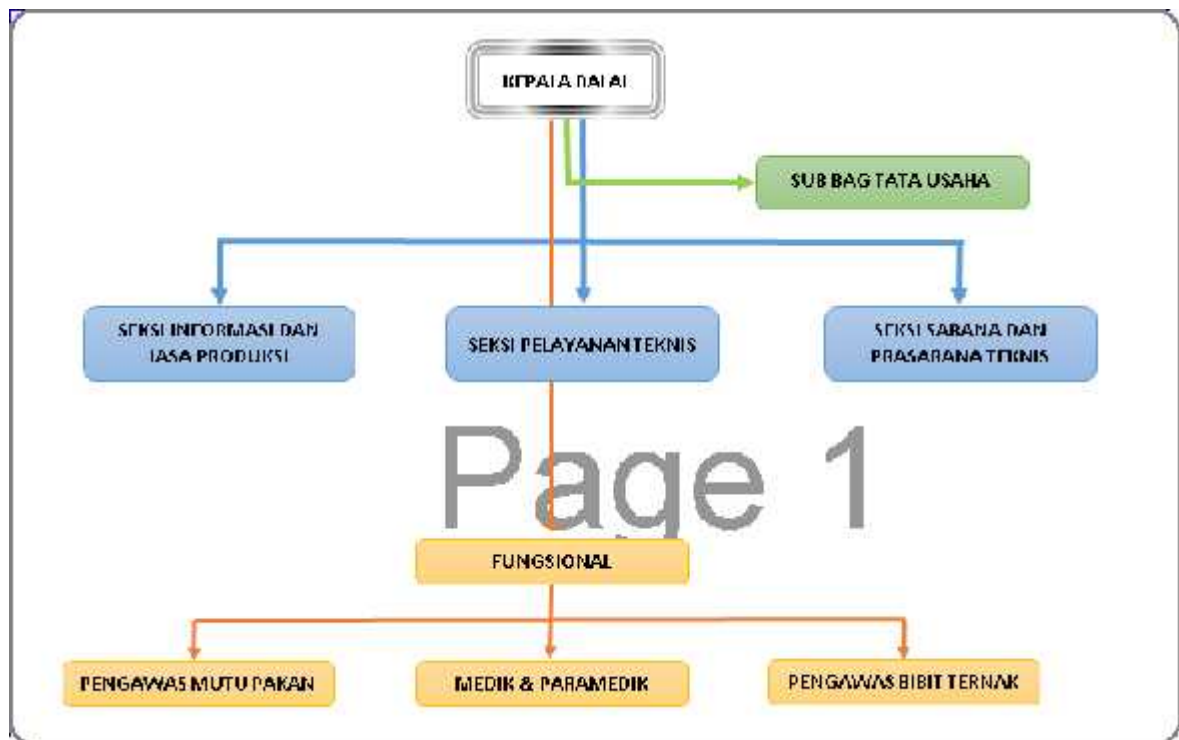 KEPALA BALAI
SUB BAG TATA USAHA
SEKSI INFORMASI DAN
JASA PRODUKSI
SEKSI PELAYANAN TEKNIS
SEKSI SARANA DAN
PRASARANA TEKNIS
Page 1
FUNGSIONAL
PENGAWAS MUTU PAKAN
MEDIK & PARAMEDIK
PENGAWAS BIBIT TERNAK